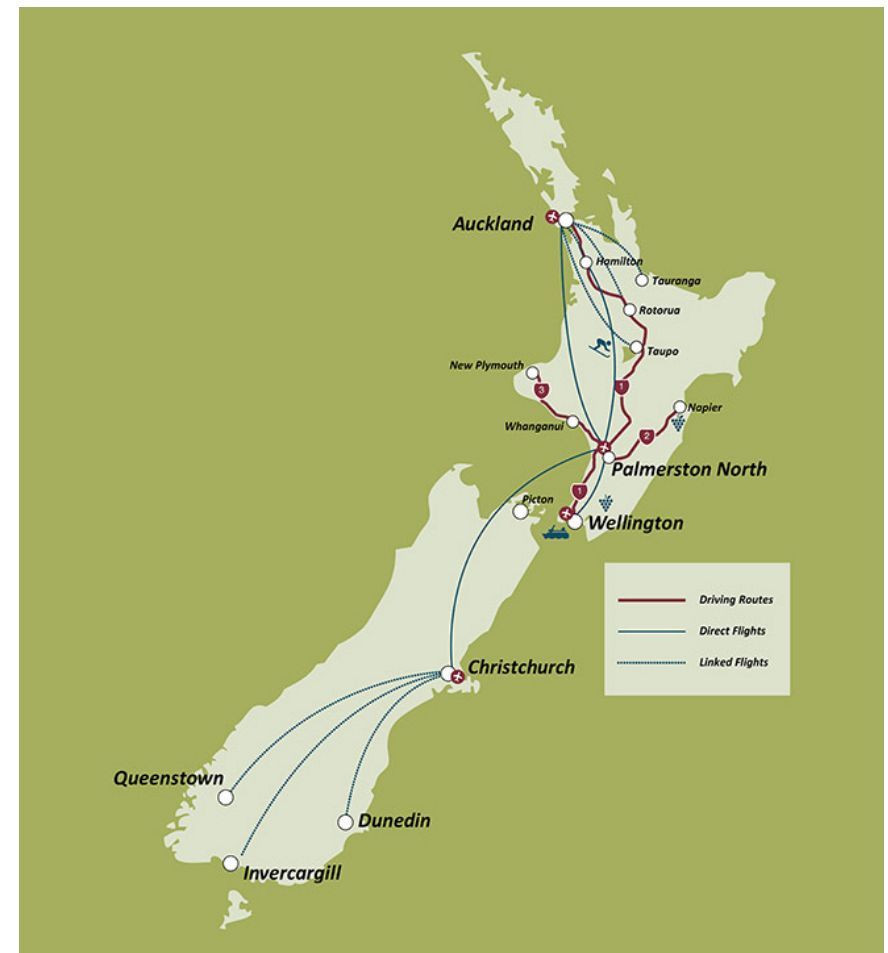 Auckland
Hamilton
Tauranga
Rotorua
Taupo
New Plymouth
3
1
Napier
Whanganui
2
Palmerston North
1
Picton
Wellington
Driving Routes
Direct Flights
Linked Flights
Christchurch
Queenstown
Dunedin
Invercargill